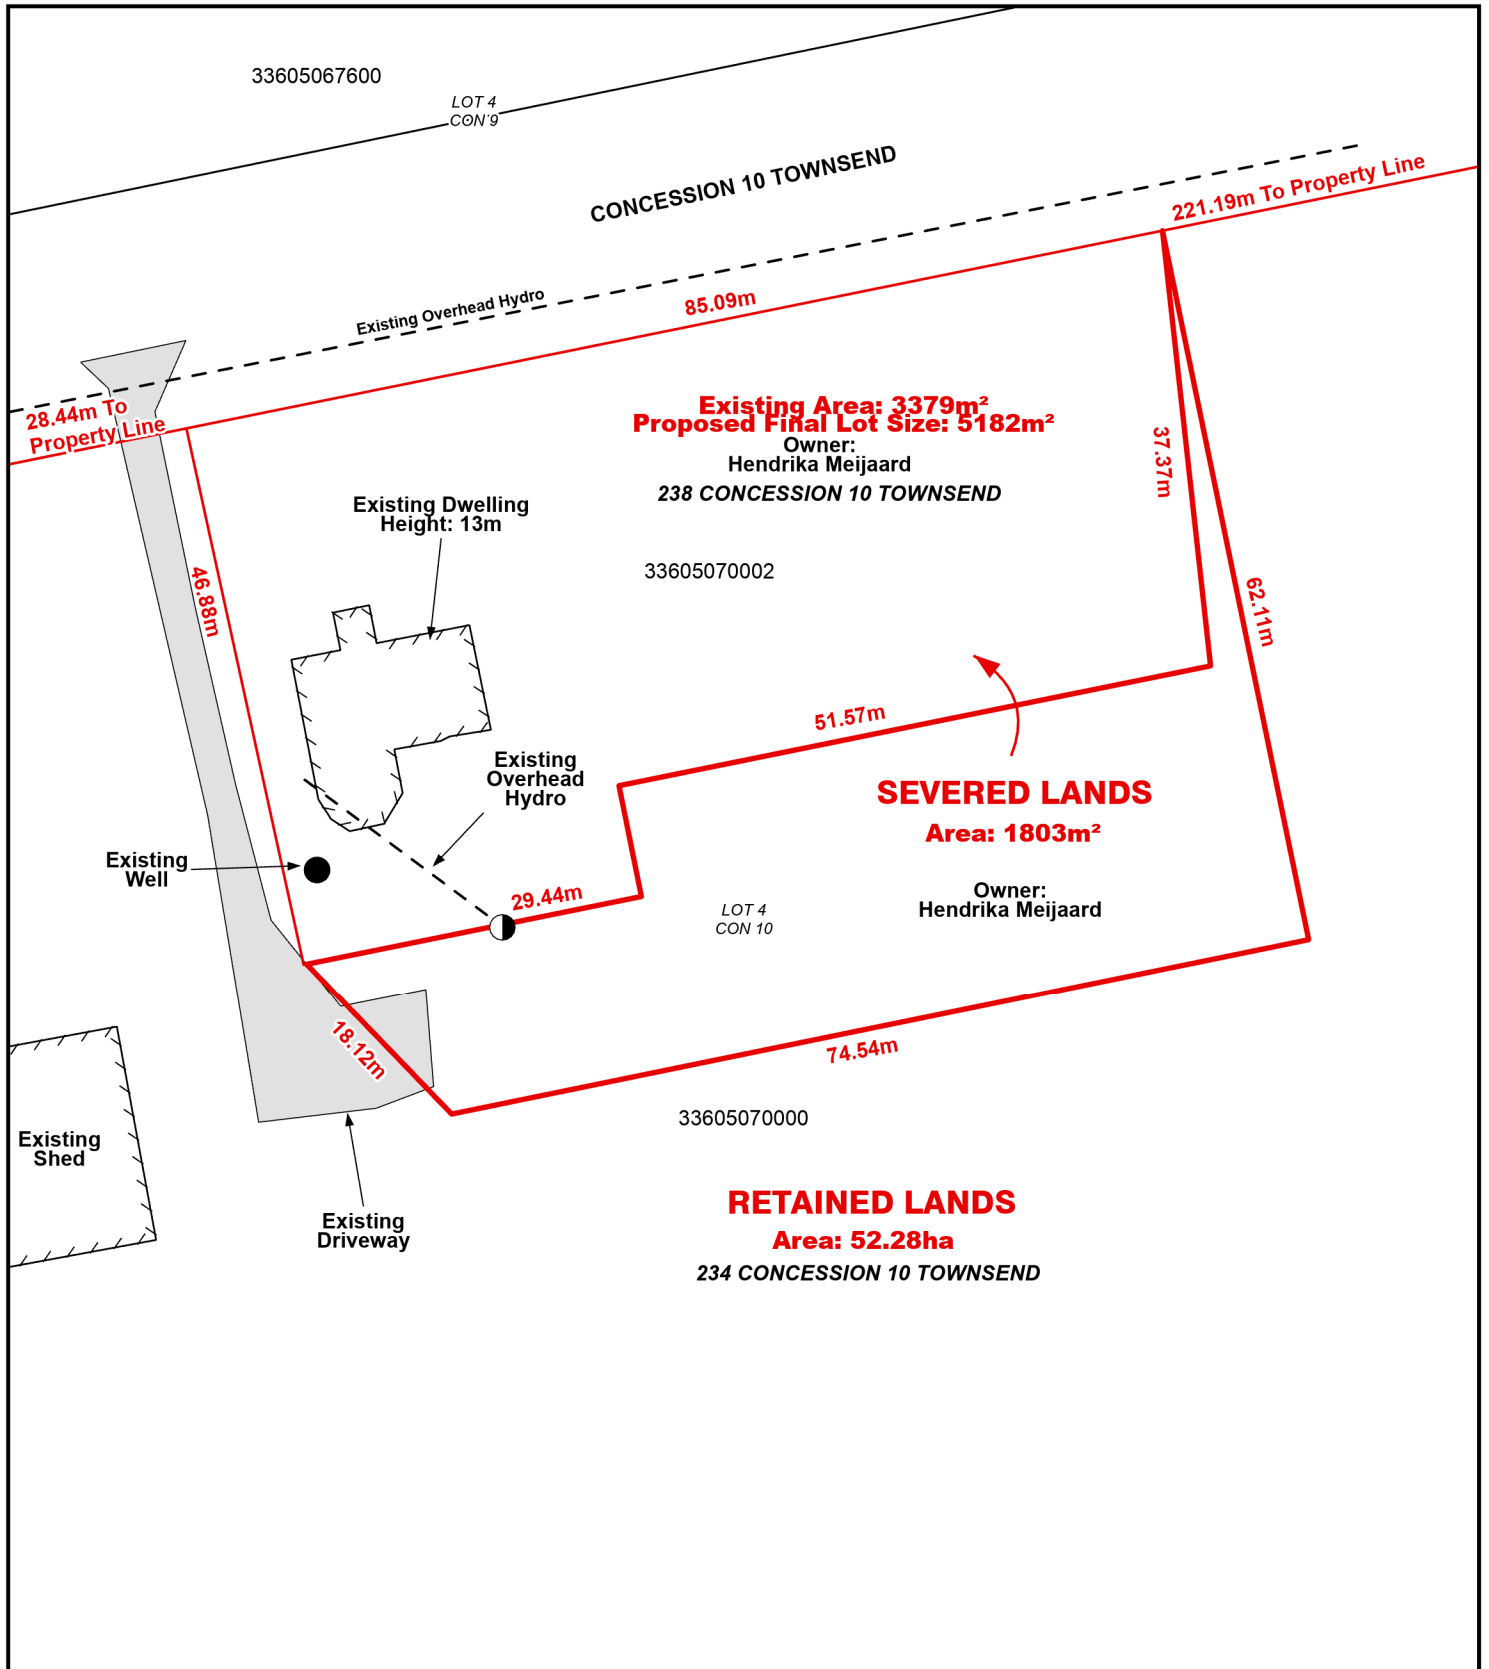 33605067600
LOT 4
CON 9
CONCESSION 10 TOWNSEND
221.19m To Property Line
Existing Overhead Hydro
85.09m
28.44m To
Property Line
Existing Area: 3379m²
Proposed Final Lot Size: 5182m²
Owner:
Hendrika Meijaard
238 CONCESSION 10 TOWNSEND
37.37m
Existing Dwelling
Height: 13m
33605070002
46.88m
62.11m
51.57m
Existing
Overhead
Hydro
SEVERED LANDS
Area: 1803m²
Existing
Well
29.44m
Owner:
Hendrika Meijaard
LOT 4
CON 10
18.12m
74.54m
33605070000
Existing
Shed
RETAINED LANDS
Area: 52.28ha
234 CONCESSION 10 TOWNSEND
Existing
Driveway